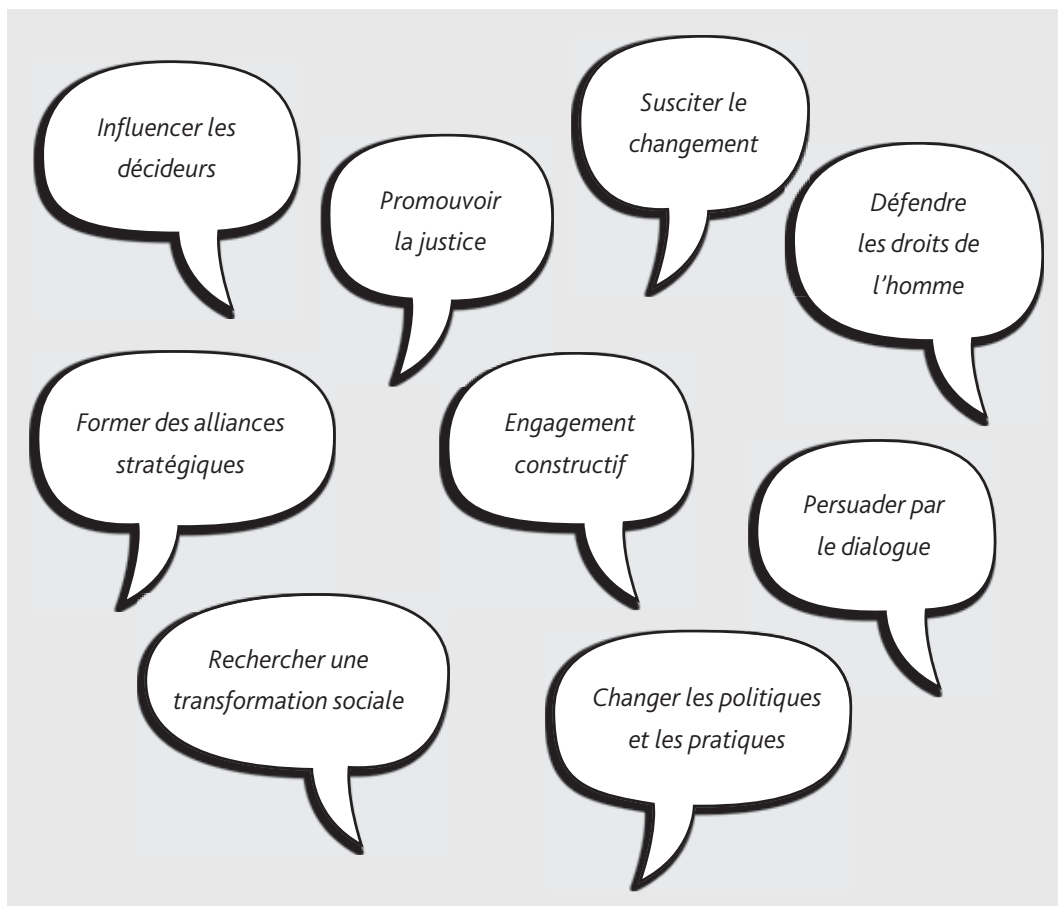 Influencer les
décideurs
Promouvoir
la justice
Susciter le
changement
Défendre
les droits de
l’homme
Former des alliances
stratégiques
Engagement
constructif
Persuader par
le dialogue
Rechercher une
transformation sociale
Changer les politiques
et les pratiques